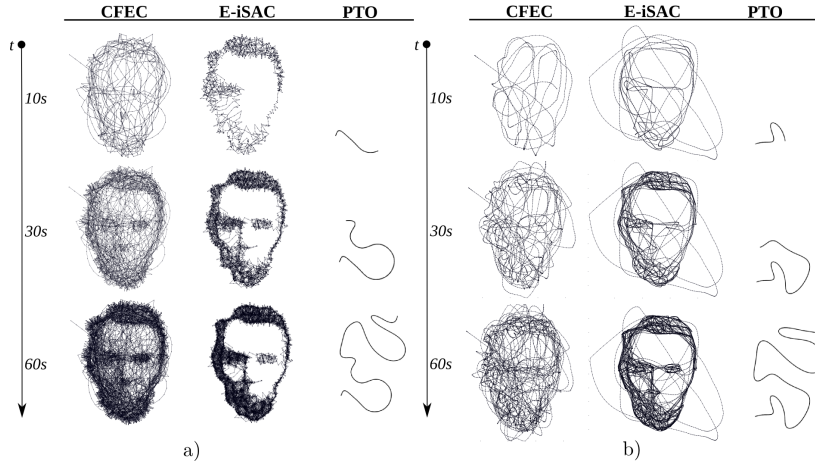 CFEC E-iSAC PTO
t
10s
30s
60s
a)
CFEC E-iSAC PTO
t
10s
30s
60s
b)